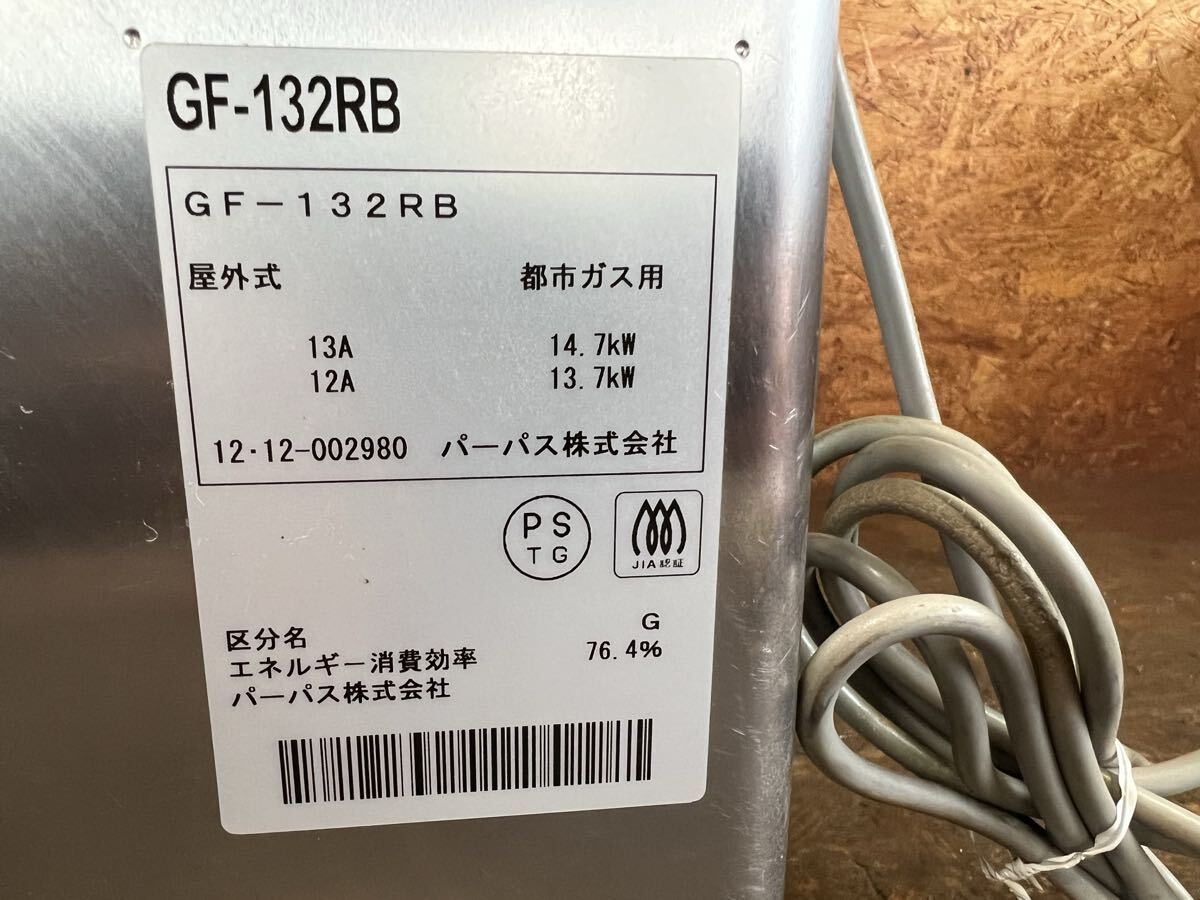 GF-132RB
GF-132RB
屋外式 都市ガス用
13A 14.7kW
12A 13.7kW
12・12-002980 パーパス株式会社
PS
TG
JIA認証
区分名 G
エネルギー消費効率 76.4%
パーパス株式会社